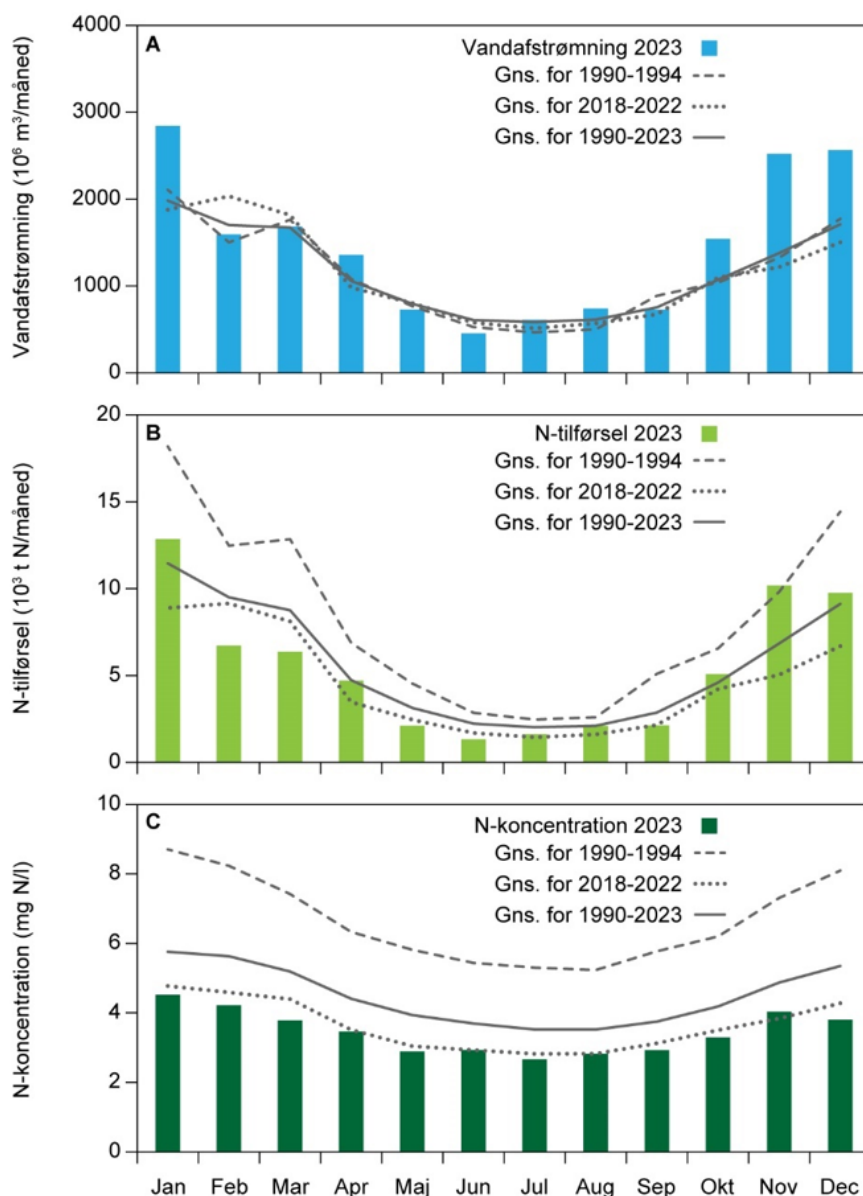 A
Vandafstrømning 2023
Gns. for 1990-1994
Gns. for 2018-2022
Gns. for 1990-2023
Vandafstrømning (10⁶ m³/måned)
4000
3000
2000
1000
0
B
N-tilførsel 2023
Gns. for 1990-1994
Gns. for 2018-2022
Gns. for 1990-2023
N-tilførsel (10³ t N/måned)
20
15
10
5
0
C
N-koncentration 2023
Gns. for 1990-1994
Gns. for 2018-2022
Gns. for 1990-2023
N-koncentration (mg N/l)
10
8
6
4
2
0
Jan Feb Mar Apr Maj Jun Jul Aug Sep Okt Nov Dec